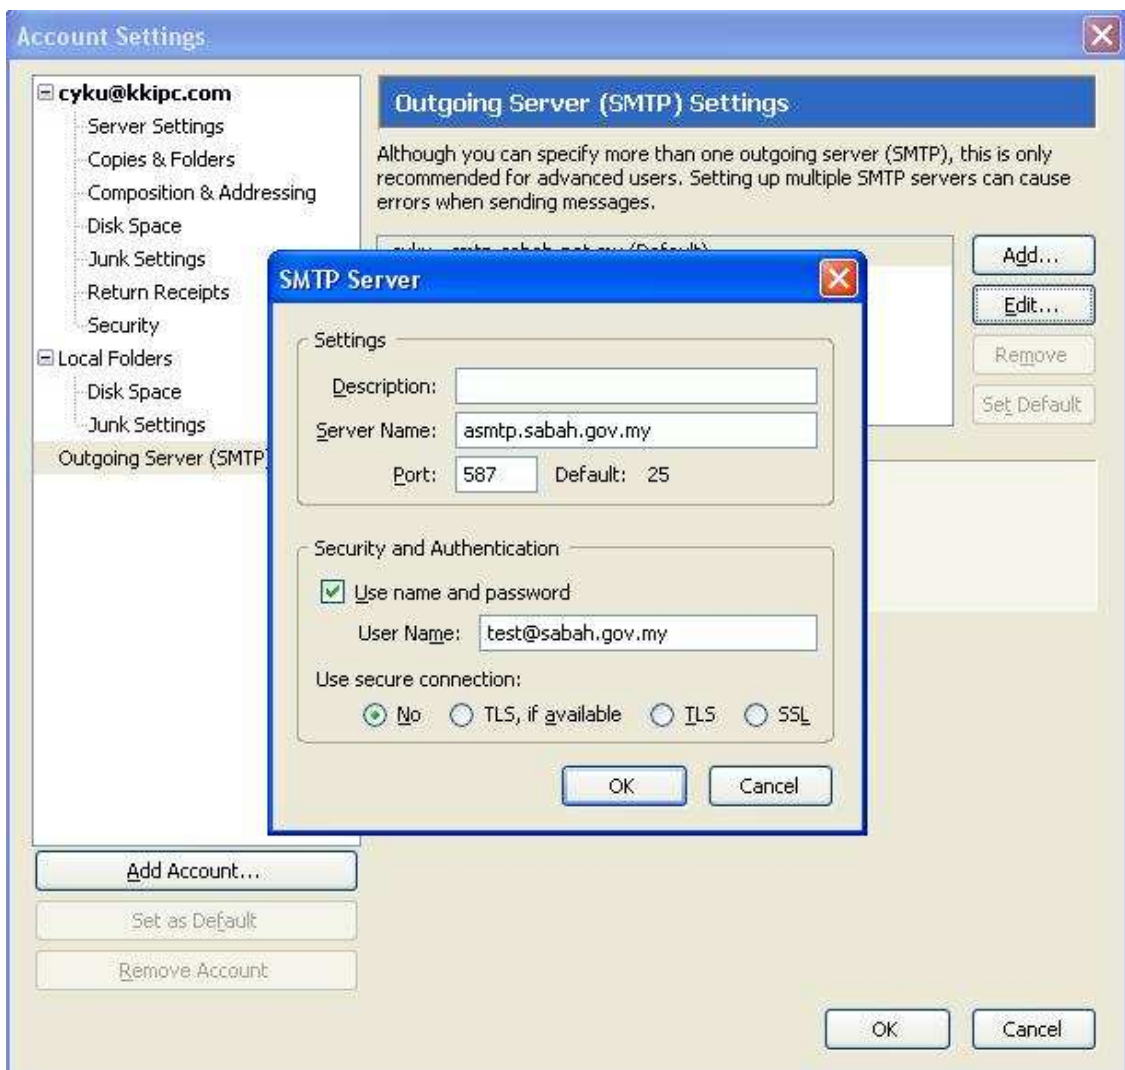 Account Settings
cyku@kkipc.com
Server Settings
Copies & Folders
Composition & Addressing
Disk Space
Junk Settings
Return Receipts
Security
Local Folders
Disk Space
Junk Settings
Outgoing Server (SMTP)
Add Account...
Set as Default
Remove Account
Outgoing Server (SMTP) Settings
Although you can specify more than one outgoing server (SMTP), this is only
recommended for advanced users. Setting up multiple SMTP servers can cause
errors when sending messages.
(Default)
Add...
Edit...
Remove
Set Default
SMTP Server
Settings
Description:
Server Name: asmtp.sabah.gov.my
Port: 587 Default: 25
Security and Authentication
Use name and password
User Name: test@sabah.gov.my
Use secure connection:
No TLS, if available TLS SSL
OK Cancel
OK Cancel